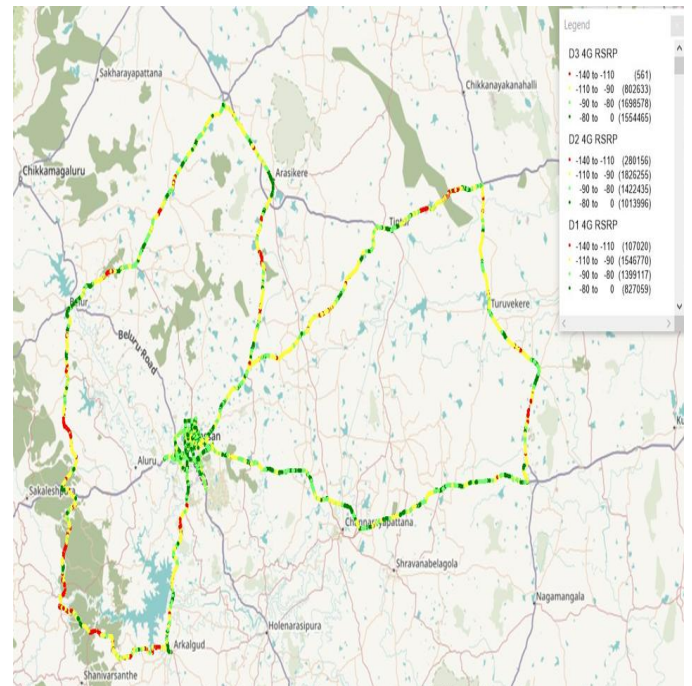 Sakharayapattana
Chikkanayakanahalli
Chikkamagaluru
Arasikere
Tiptur
Turuvekere
Belur
Beluru Road
Aluru
Sakaleshpura
Channarayapattana
Shravanabelagola
Nagamangala
Arkalgud
Holenarasipura
Shanivarsanthe
Legend
D3 4G RSRP
-140 to -110 (561)
-110 to -90 (802633)
-90 to -80 (1698578)
-80 to 0 (1554465)
D2 4G RSRP
-140 to -110 (280156)
-110 to -90 (1826255)
-90 to -80 (1422435)
-80 to 0 (1013996)
D1 4G RSRP
-140 to -110 (107020)
-110 to -90 (1546770)
-90 to -80 (1399117)
-80 to 0 (827059)